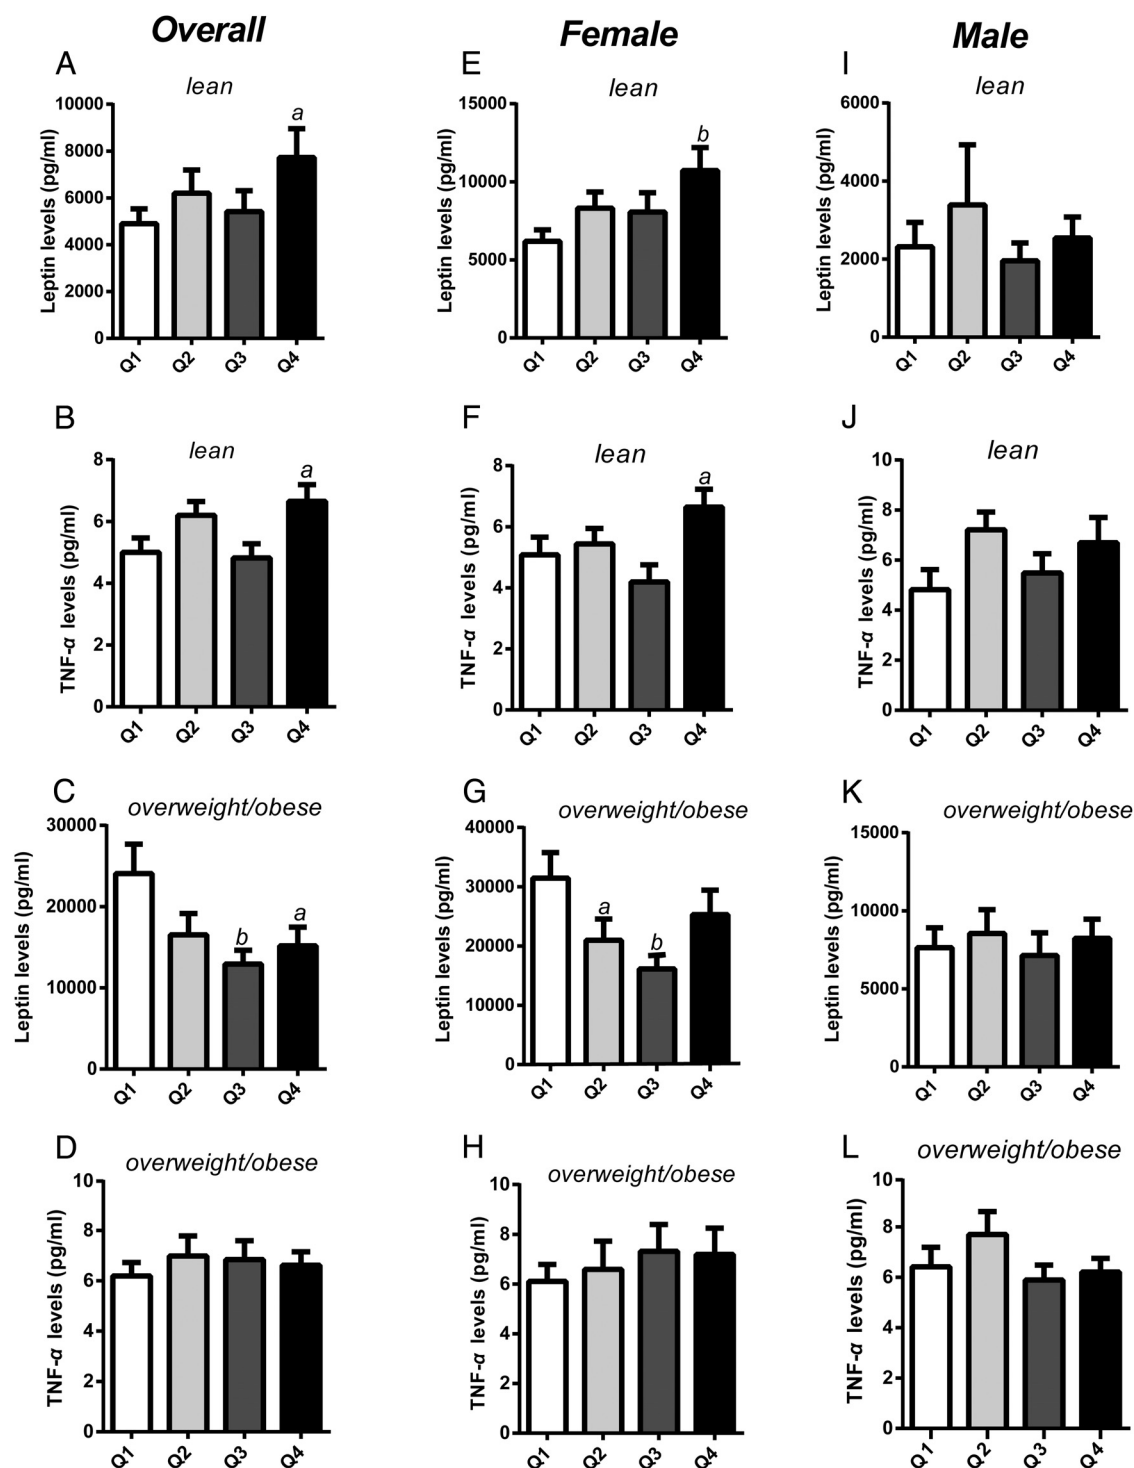 Overall
Female
Male
A
lean
Leptin levels (pg/ml)
10000
8000
6000
4000
2000
0
a
Q1
Q2
Q3
Q4
E
lean
Leptin levels (pg/ml)
15000
10000
5000
0
b
Q1
Q2
Q3
Q4
I
lean
Leptin levels (pg/ml)
6000
4000
2000
0
Q1
Q2
Q3
Q4
B
lean
TNF-α levels (pg/ml)
8
6
4
2
0
a
Q1
Q2
Q3
Q4
F
lean
TNF-α levels (pg/ml)
8
6
4
2
0
a
Q1
Q2
Q3
Q4
J
lean
TNF-α levels (pg/ml)
10
8
6
4
2
0
Q1
Q2
Q3
Q4
C
overweight/obese
Leptin levels (pg/ml)
30000
20000
10000
0
b
a
Q1
Q2
Q3
Q4
G
overweight/obese
Leptin levels (pg/ml)
40000
30000
20000
10000
0
a
b
Q1
Q2
Q3
Q4
K
overweight/obese
Leptin levels (pg/ml)
15000
10000
5000
0
Q1
Q2
Q3
Q4
D
overweight/obese
TNF-α levels (pg/ml)
10
8
6
4
2
0
Q1
Q2
Q3
Q4
H
overweight/obese
TNF-α levels (pg/ml)
10
8
6
4
2
0
Q1
Q2
Q3
Q4
L
overweight/obese
TNF-α levels (pg/ml)
10
8
6
4
2
0
Q1
Q2
Q3
Q4